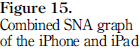 Figure 15.
Combined SNA graph
of the iPhone and iPad